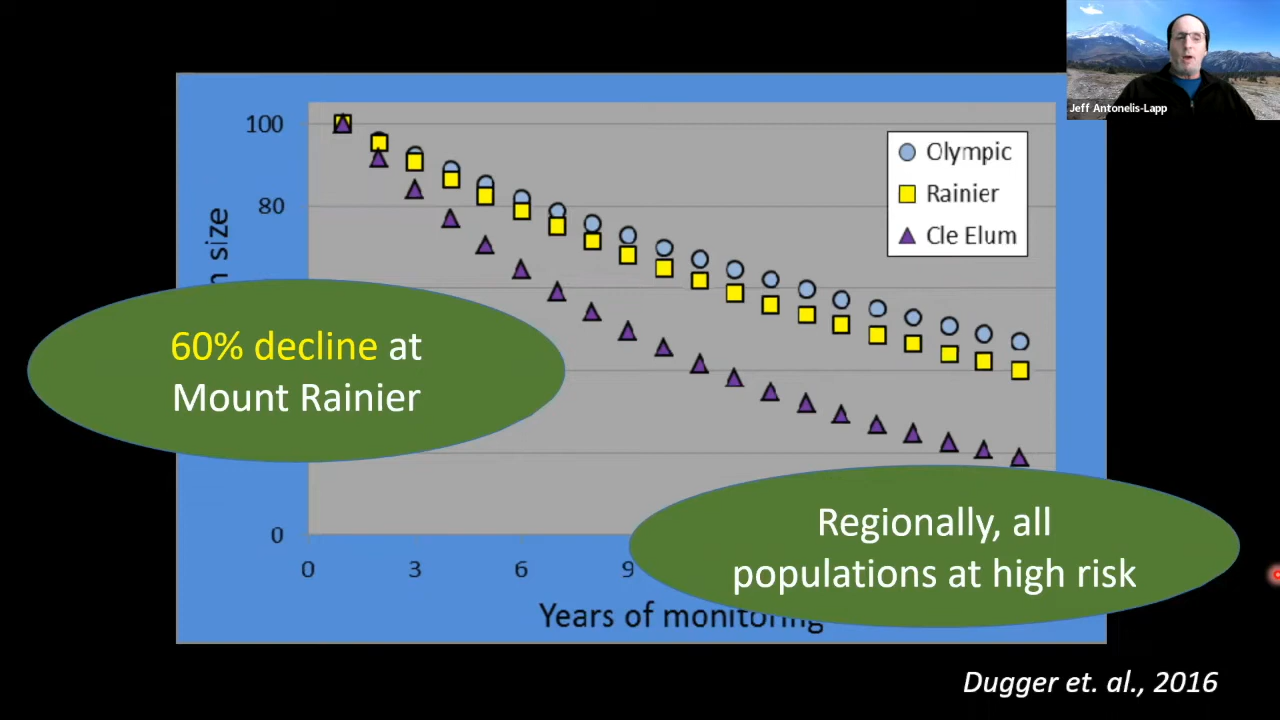 Jeff Antonelis-Lapp
100
80
size
Olympic
Rainier
Cle Elum
60% decline at
Mount Rainier
Regionally, all
populations at high risk
0
0 3 6 9
Years of monitoring
Dugger et. al., 2016